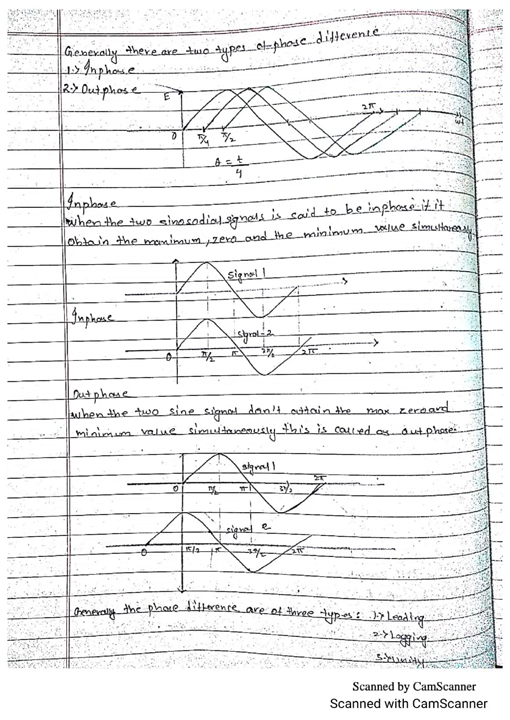 Generally there are two types of phase difference
1.> Inphase
2.> Outphase
E
2π
0
π/4
π/2
wt
θ = t/4
Inphase
when the two sinosodial signals is said to be inphase if it
obtain the maximum, zero and the minimum value simultaneously
Signal 1
Inphase
signal-2
0
π/2
π
3π/2
2π
Outphase
when the two sine signal don't attain the max zero and
minimum value simultaneously this is called as outphase.
signal 1
0
π/2
π
3π/2
2π
signal 2
0
π/2
π
3π/2
2π
Generally the phase difference are of three types: 1.> Leading
2.> Lagging
3.> Unity
Scanned by CamScanner
Scanned with CamScanner